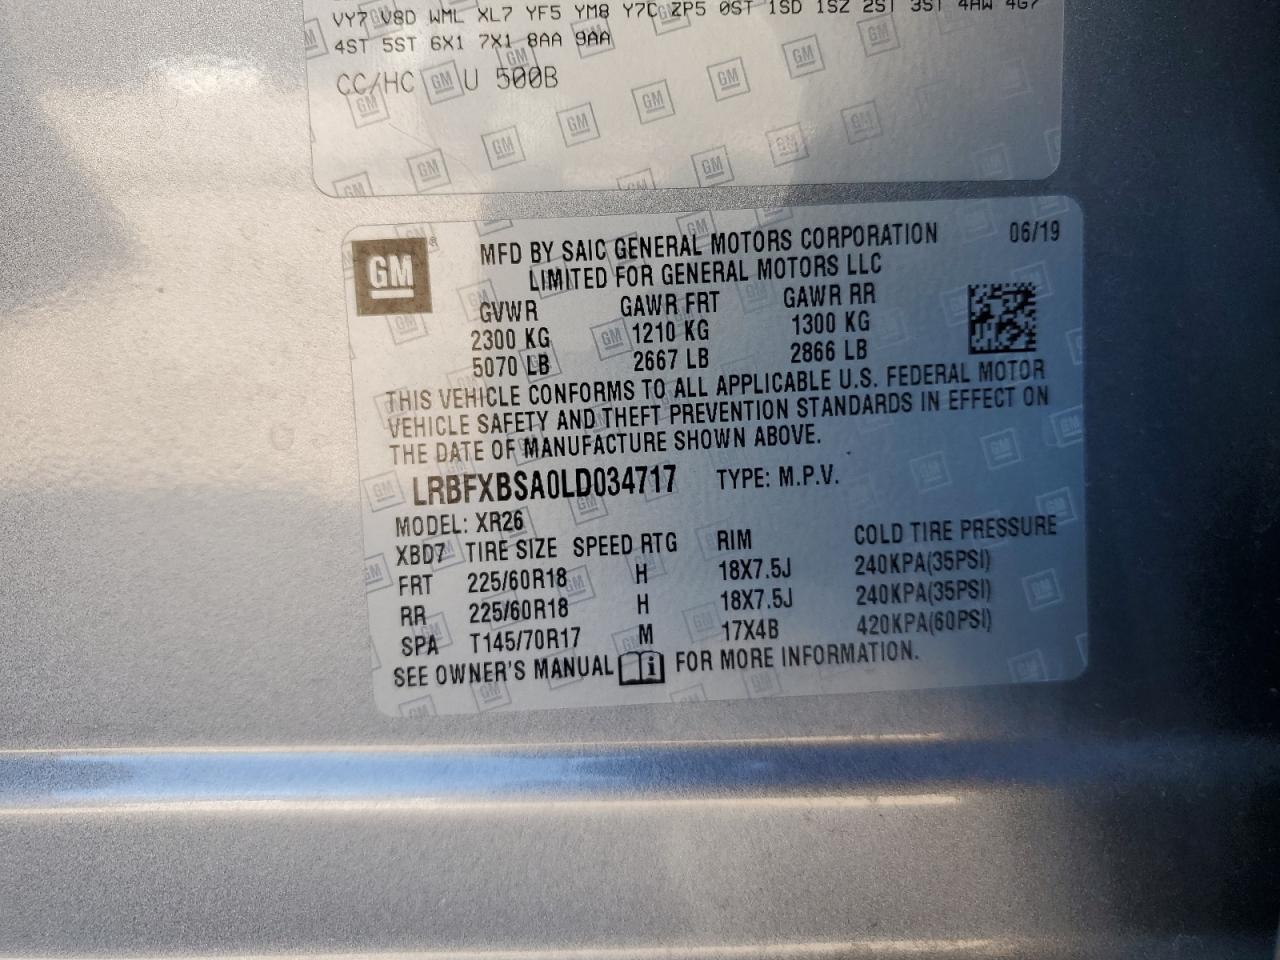 VY7 V8D WML XL7 YF5 YM8 Y7C ZP5 0ST 1SD 1SZ 2ST 3ST 4AW 4G7
4ST 5ST 6X1 7X1 8AA 9AA
CC/HC U 500B
GM
MFD BY SAIC GENERAL MOTORS CORPORATION 06/19
LIMITED FOR GENERAL MOTORS LLC
GVWR GAWR FRT GAWR RR
2300 KG 1210 KG 1300 KG
5070 LB 2667 LB 2866 LB
THIS VEHICLE CONFORMS TO ALL APPLICABLE U.S. FEDERAL MOTOR
VEHICLE SAFETY AND THEFT PREVENTION STANDARDS IN EFFECT ON
THE DATE OF MANUFACTURE SHOWN ABOVE.
LRBFXBSA0LD034717 TYPE: M.P.V.
MODEL: XR26
XBD7 TIRE SIZE SPEED RTG RIM COLD TIRE PRESSURE
FRT 225/60R18 H 18X7.5J 240KPA(35PSI)
RR 225/60R18 H 18X7.5J 240KPA(35PSI)
SPA T145/70R17 M 17X4B 420KPA(60PSI)
SEE OWNER'S MANUAL FOR MORE INFORMATION.